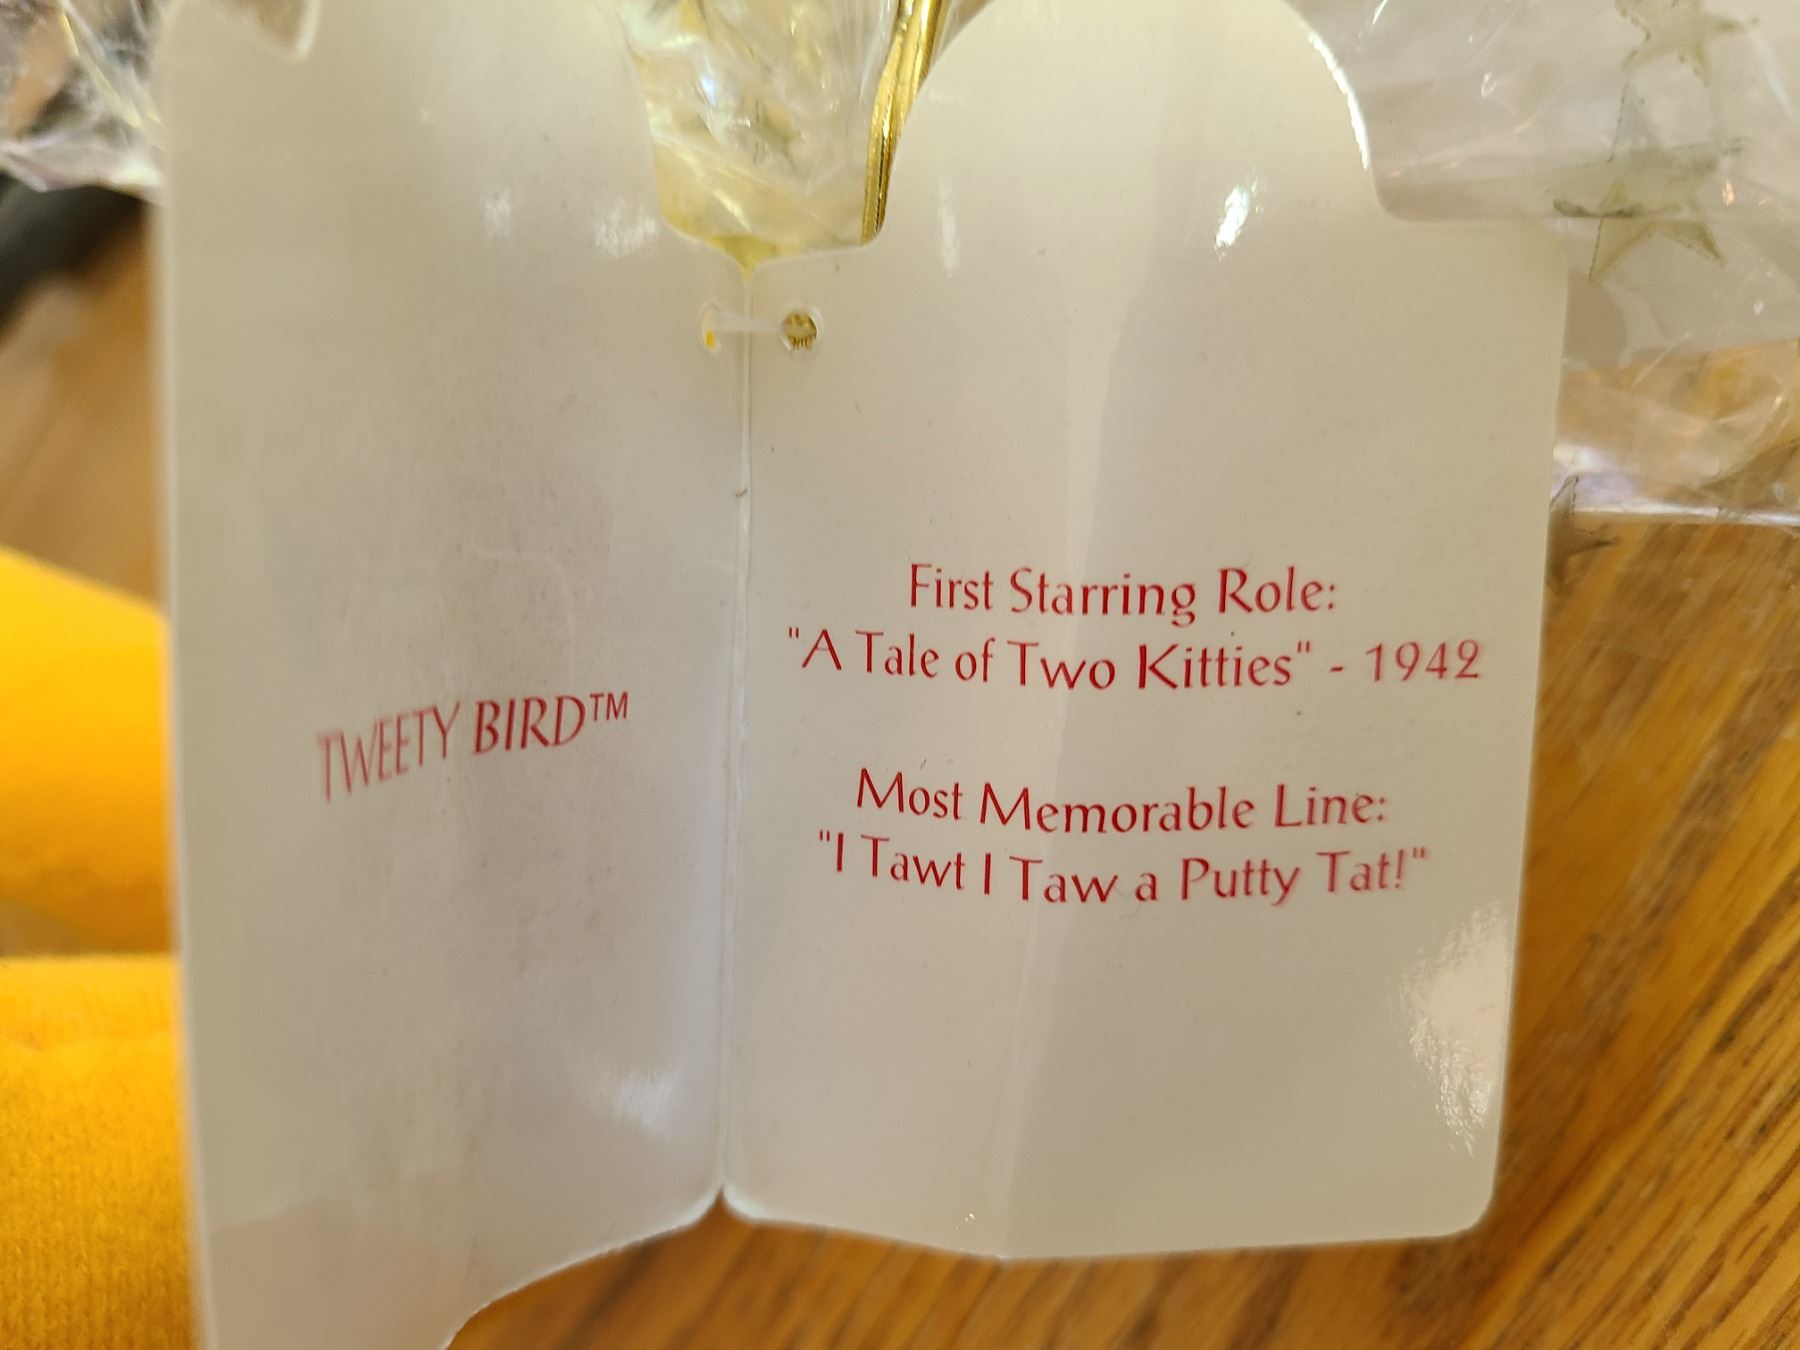 TWEETY BIRD™
First Starring Role:
"A Tale of Two Kitties" - 1942
Most Memorable Line:
"I Tawt I Taw a Putty Tat!"